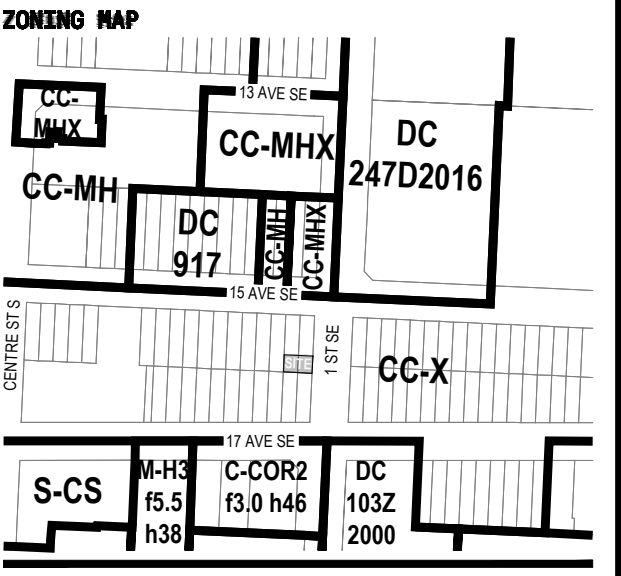 ZONING MAP
13 AVE SE
CC-
MHX
CC-MHX
DC
247D2016
CC-MH
DC
917
CC-MH
CC-MHX
15 AVE SE
CENTRE ST S
1 ST SE
SITE
CC-X
17 AVE SE
S-CS
M-H3
f5.5
h38
C-COR2
f3.0 h46
DC
103Z
2000